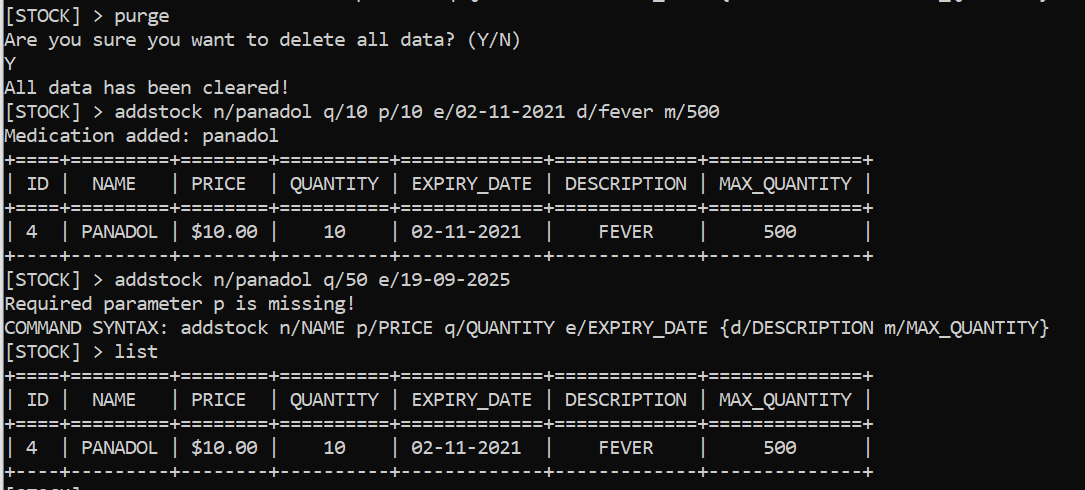 [STOCK] > purge
Are you sure you want to delete all data? (Y/N)
Y
All data has been cleared!
[STOCK] > addstock n/panadol q/10 p/10 e/02-11-2021 d/fever m/500
Medication added: panadol
+====+=========+========+==========+=============+=============+==============+
| ID |  NAME   | PRICE  | QUANTITY | EXPIRY_DATE | DESCRIPTION | MAX_QUANTITY |
+====+=========+========+==========+=============+=============+==============+
| 4  | PANADOL | $10.00 |    10    | 02-11-2021  |    FEVER    |     500      |
+----+---------+--------+----------+-------------+-------------+--------------+
[STOCK] > addstock n/panadol q/50 e/19-09-2025
Required parameter p is missing!
COMMAND SYNTAX: addstock n/NAME p/PRICE q/QUANTITY e/EXPIRY_DATE {d/DESCRIPTION m/MAX_QUANTITY}
[STOCK] > list
+====+=========+========+==========+=============+=============+==============+
| ID |  NAME   | PRICE  | QUANTITY | EXPIRY_DATE | DESCRIPTION | MAX_QUANTITY |
+====+=========+========+==========+=============+=============+==============+
| 4  | PANADOL | $10.00 |    10    | 02-11-2021  |    FEVER    |     500      |
+----+---------+--------+----------+-------------+-------------+--------------+